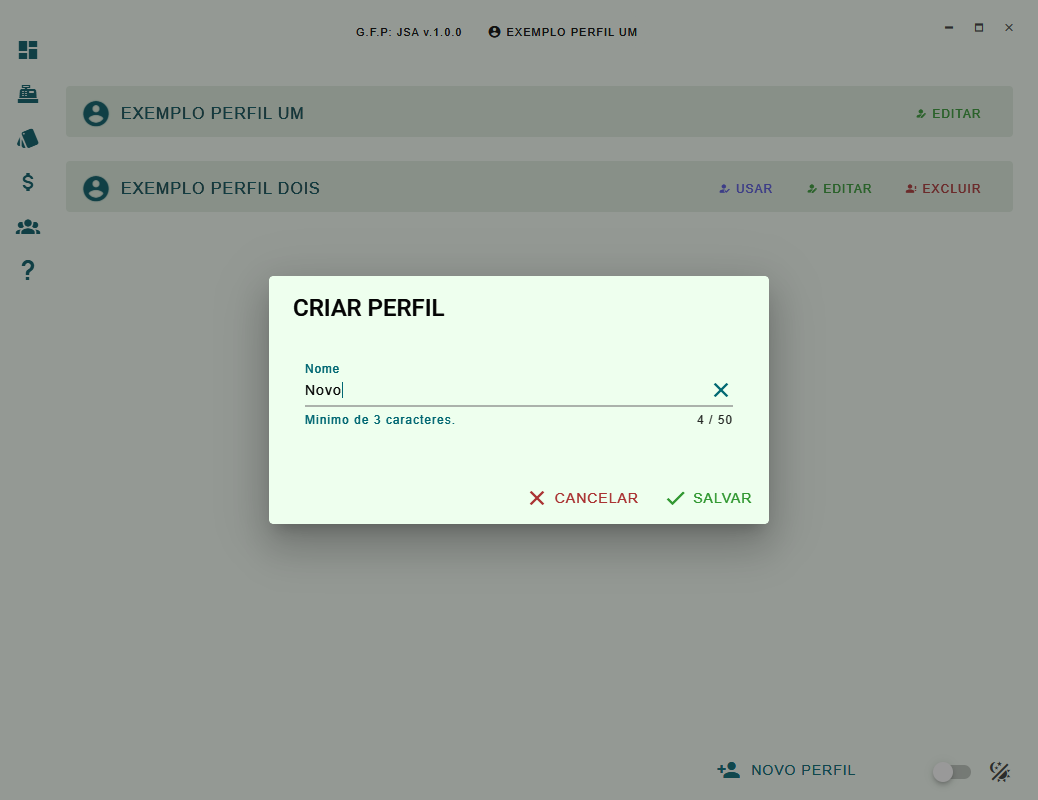 G.F.P: JSA v.1.0.0 EXEMPLO PERFIL UM
EXEMPLO PERFIL UM EDITAR
EXEMPLO PERFIL DOIS USAR EDITAR EXCLUIR
CRIAR PERFIL
Nome
Novo
Minimo de 3 caracteres. 4 / 50
CANCELAR SALVAR
NOVO PERFIL